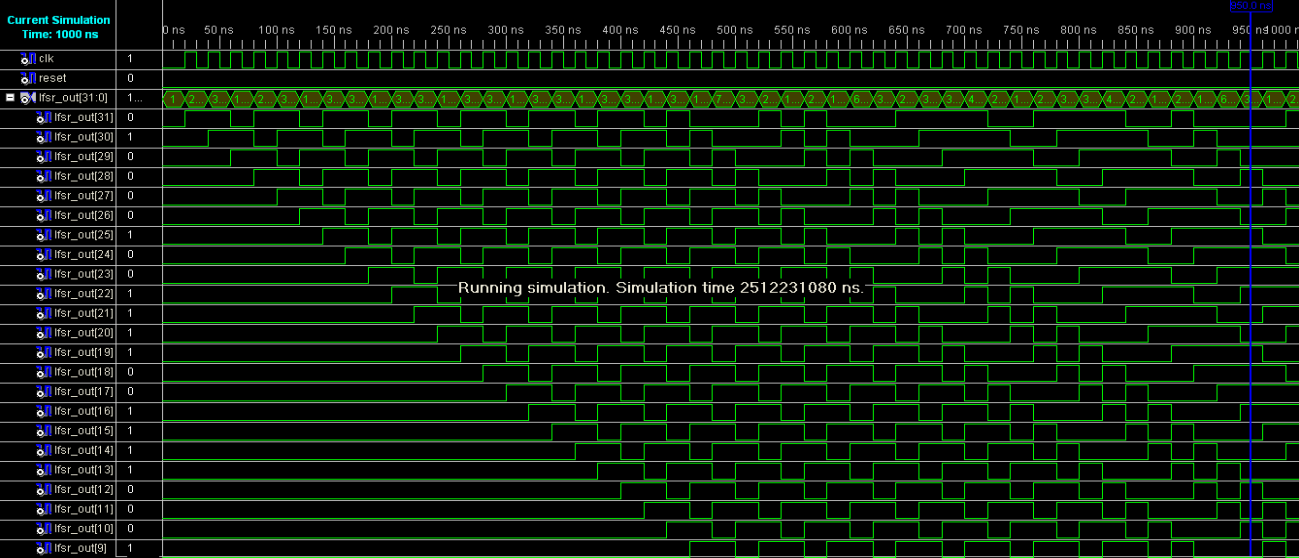 950.0 ns
Current Simulation
Time: 1000 ns
0 ns 50 ns 100 ns 150 ns 200 ns 250 ns 300 ns 350 ns 400 ns 450 ns 500 ns 550 ns 600 ns 650 ns 700 ns 750 ns 800 ns 850 ns 900 ns 950 ns
clk 1
reset 0
lfsr_out[31:0] 1...
lfsr_out[31] 0
lfsr_out[30] 1
lfsr_out[29] 0
lfsr_out[28] 0
lfsr_out[27] 0
lfsr_out[26] 0
lfsr_out[25] 1
lfsr_out[24] 0
lfsr_out[23] 0
Running simulation. Simulation time 2512231080 ns.
lfsr_out[22] 1
lfsr_out[21] 1
lfsr_out[20] 1
lfsr_out[19] 1
lfsr_out[18] 0
lfsr_out[17] 0
lfsr_out[16] 1
lfsr_out[15] 1
lfsr_out[14] 1
lfsr_out[13] 1
lfsr_out[12] 0
lfsr_out[11] 0
lfsr_out[10] 0
lfsr_out[9] 1